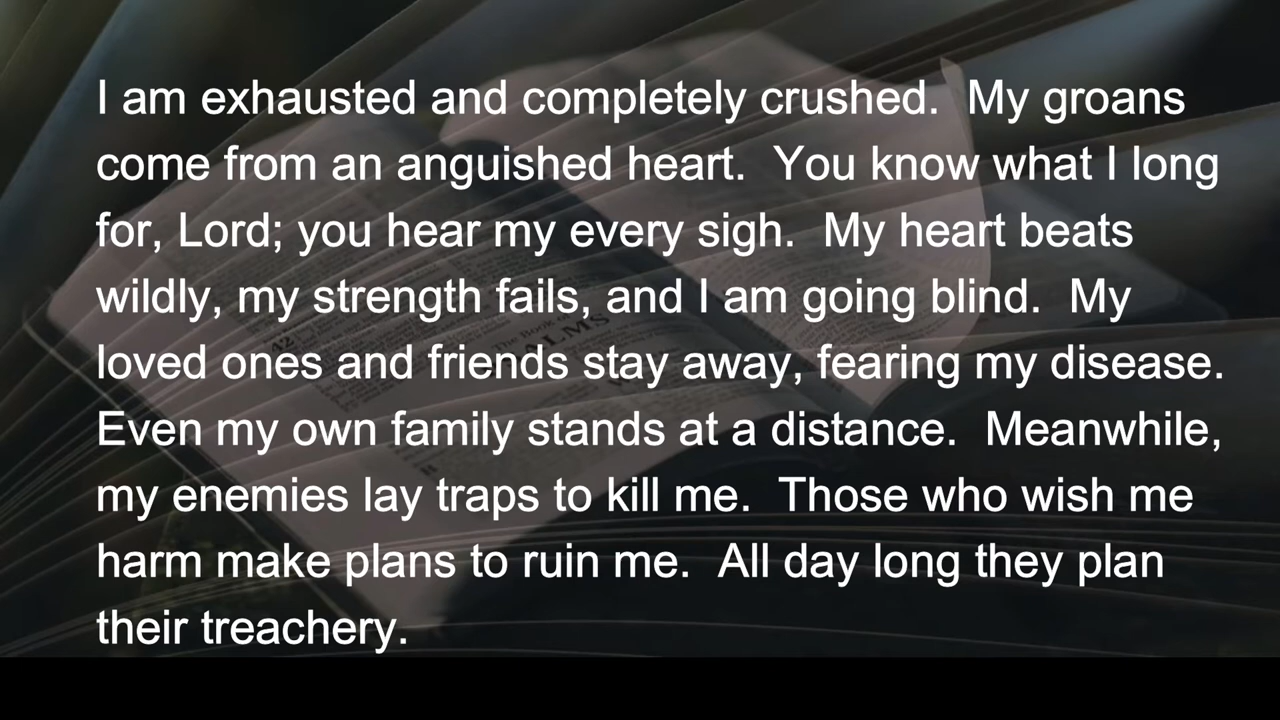 I am exhausted and completely crushed.  My groans
come from an anguished heart.  You know what I long
for, Lord; you hear my every sigh.  My heart beats
wildly, my strength fails, and I am going blind.  My
loved ones and friends stay away, fearing my disease.
Even my own family stands at a distance.  Meanwhile,
my enemies lay traps to kill me.  Those who wish me
harm make plans to ruin me.  All day long they plan
their treachery.
42
The Book
PSALMS